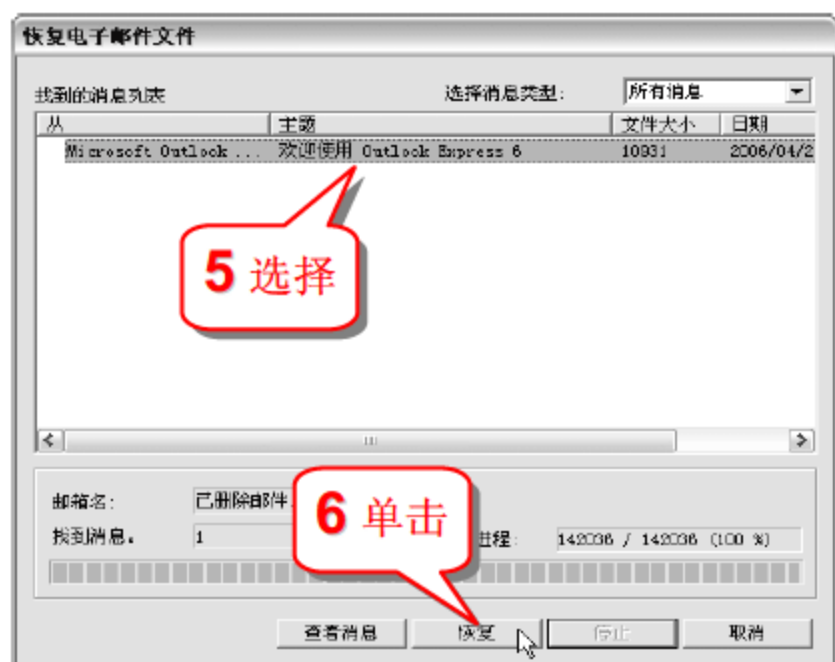 恢复电子邮件文件
找到的消息列表 选择消息类型: 所有消息
从 主题 文件大小 日期
Microsoft Outlook ... 欢迎使用 Outlook Express 6 10931 2006/04/2
5 选择
邮箱名: 已删除邮件
6 单击
找到消息。 1 进程: 142036 / 142036 (100 %)
查看消息 恢复 停止 取消